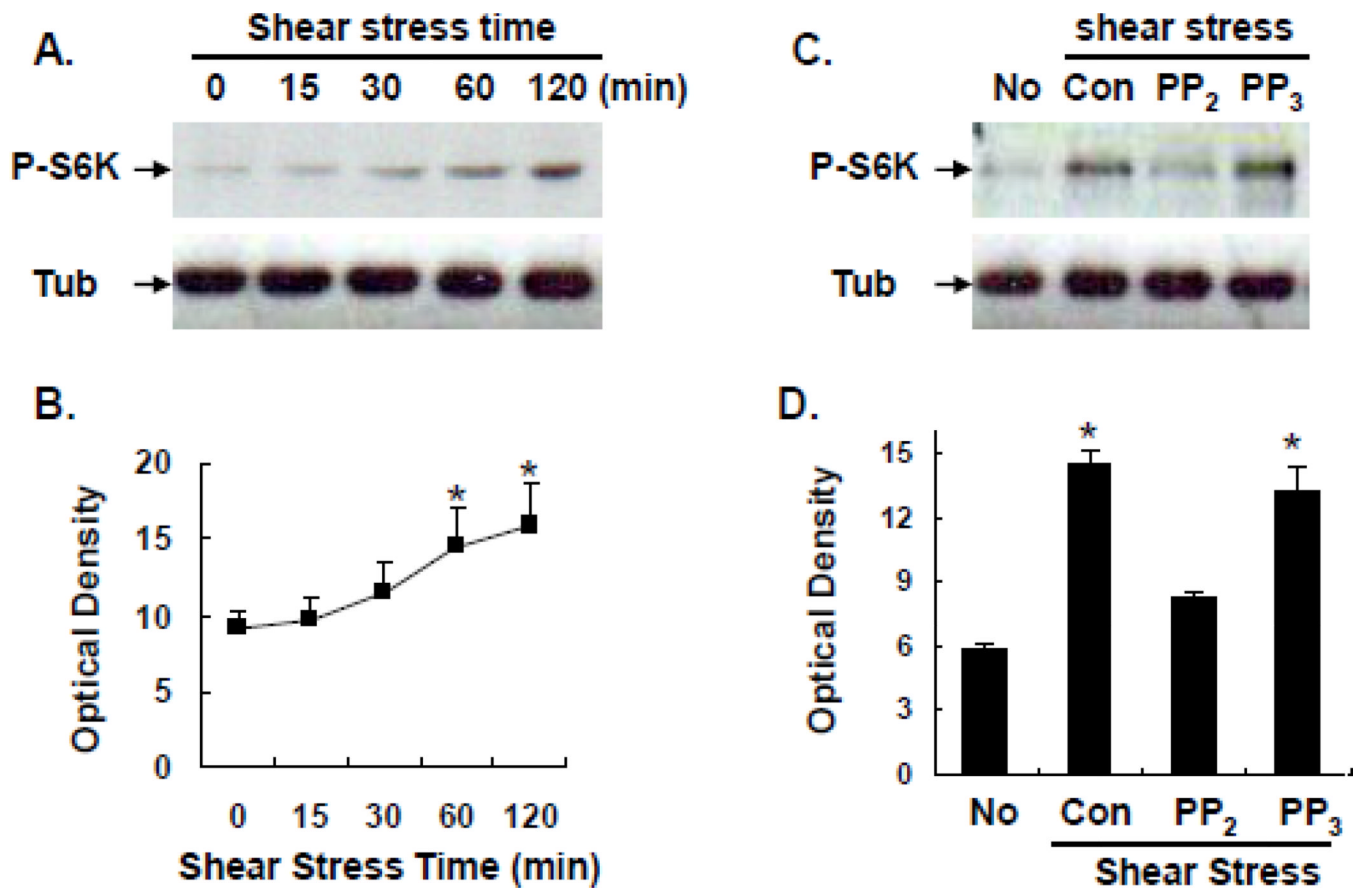 A.
Shear stress time
0 15 30 60 120 (min)
P-S6K
Tub
B.
20
15
10
5
0
Optical Density
* *
0 15 30 60 120
Shear Stress Time (min)
C.
shear stress
No Con PP2 PP3
P-S6K
Tub
D.
15
12
9
6
3
0
Optical Density
* *
No Con PP2 PP3
Shear Stress